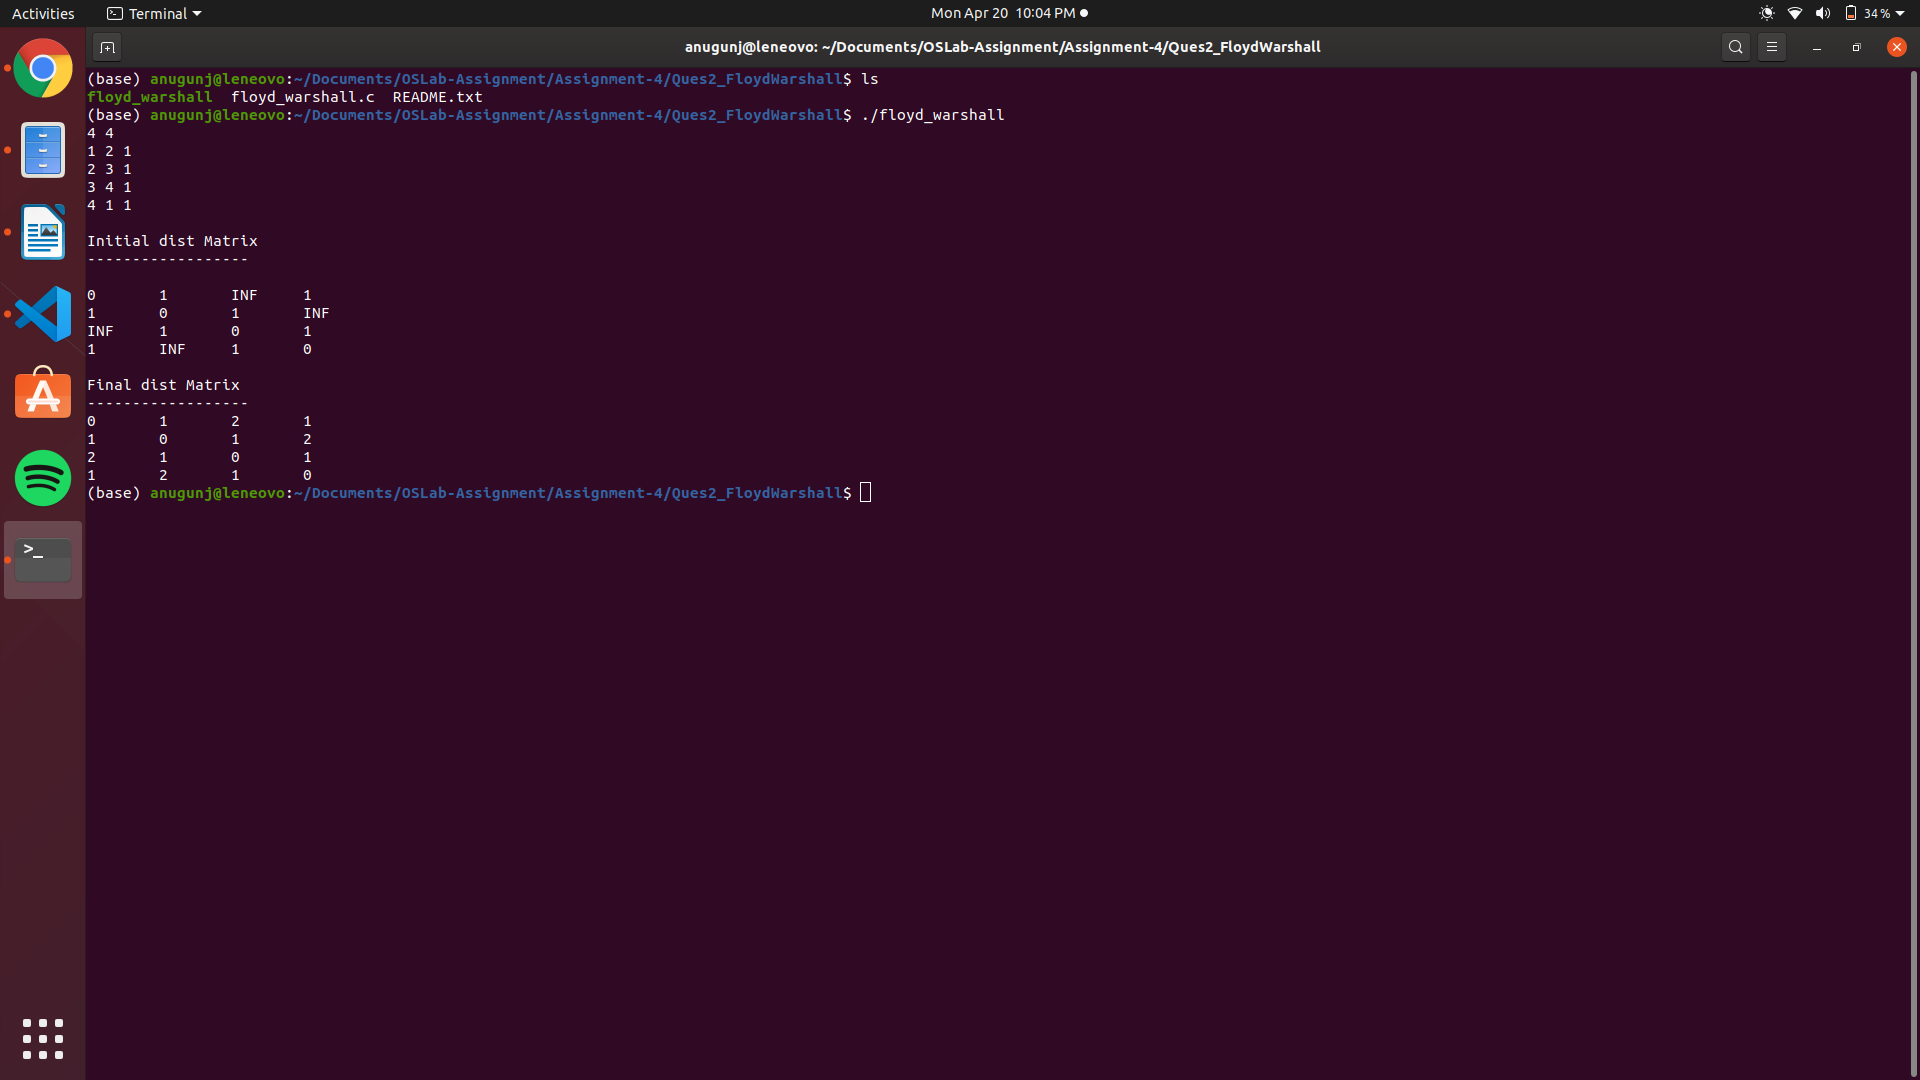 Activities Terminal Mon Apr 20 10:04 PM 34 %
anugunj@leneovo: ~/Documents/OSLab-Assignment/Assignment-4/Ques2_FloydWarshall
(base) anugunj@leneovo:~/Documents/OSLab-Assignment/Assignment-4/Ques2_FloydWarshall$ ls
floyd_warshall floyd_warshall.c README.txt
(base) anugunj@leneovo:~/Documents/OSLab-Assignment/Assignment-4/Ques2_FloydWarshall$ ./floyd_warshall
4 4
1 2 1
2 3 1
3 4 1
4 1 1
Initial dist Matrix
------------------
0 1 INF 1
1 0 1 INF
INF 1 0 1
1 INF 1 0
Final dist Matrix
------------------
0 1 2 1
1 0 1 2
2 1 0 1
1 2 1 0
(base) anugunj@leneovo:~/Documents/OSLab-Assignment/Assignment-4/Ques2_FloydWarshall$